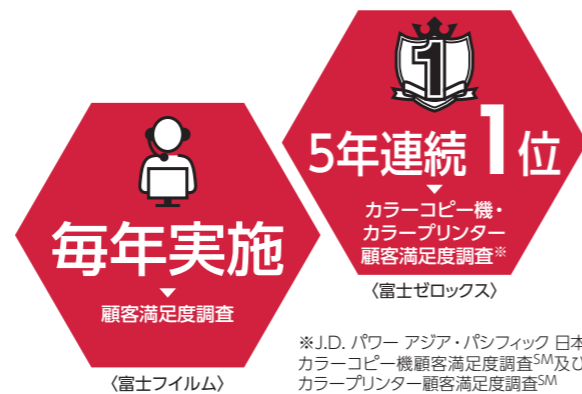 毎年実施
顧客満足度調査
〈富士フイルム〉
1
5年連続1位
カラーコピー機・
カラープリンター
顧客満足度調査※
〈富士ゼロックス〉
※J.D. パワー アジア・パシフィック 日本
カラーコピー機顧客満足度調査SM及び
カラープリンター顧客満足度調査SM